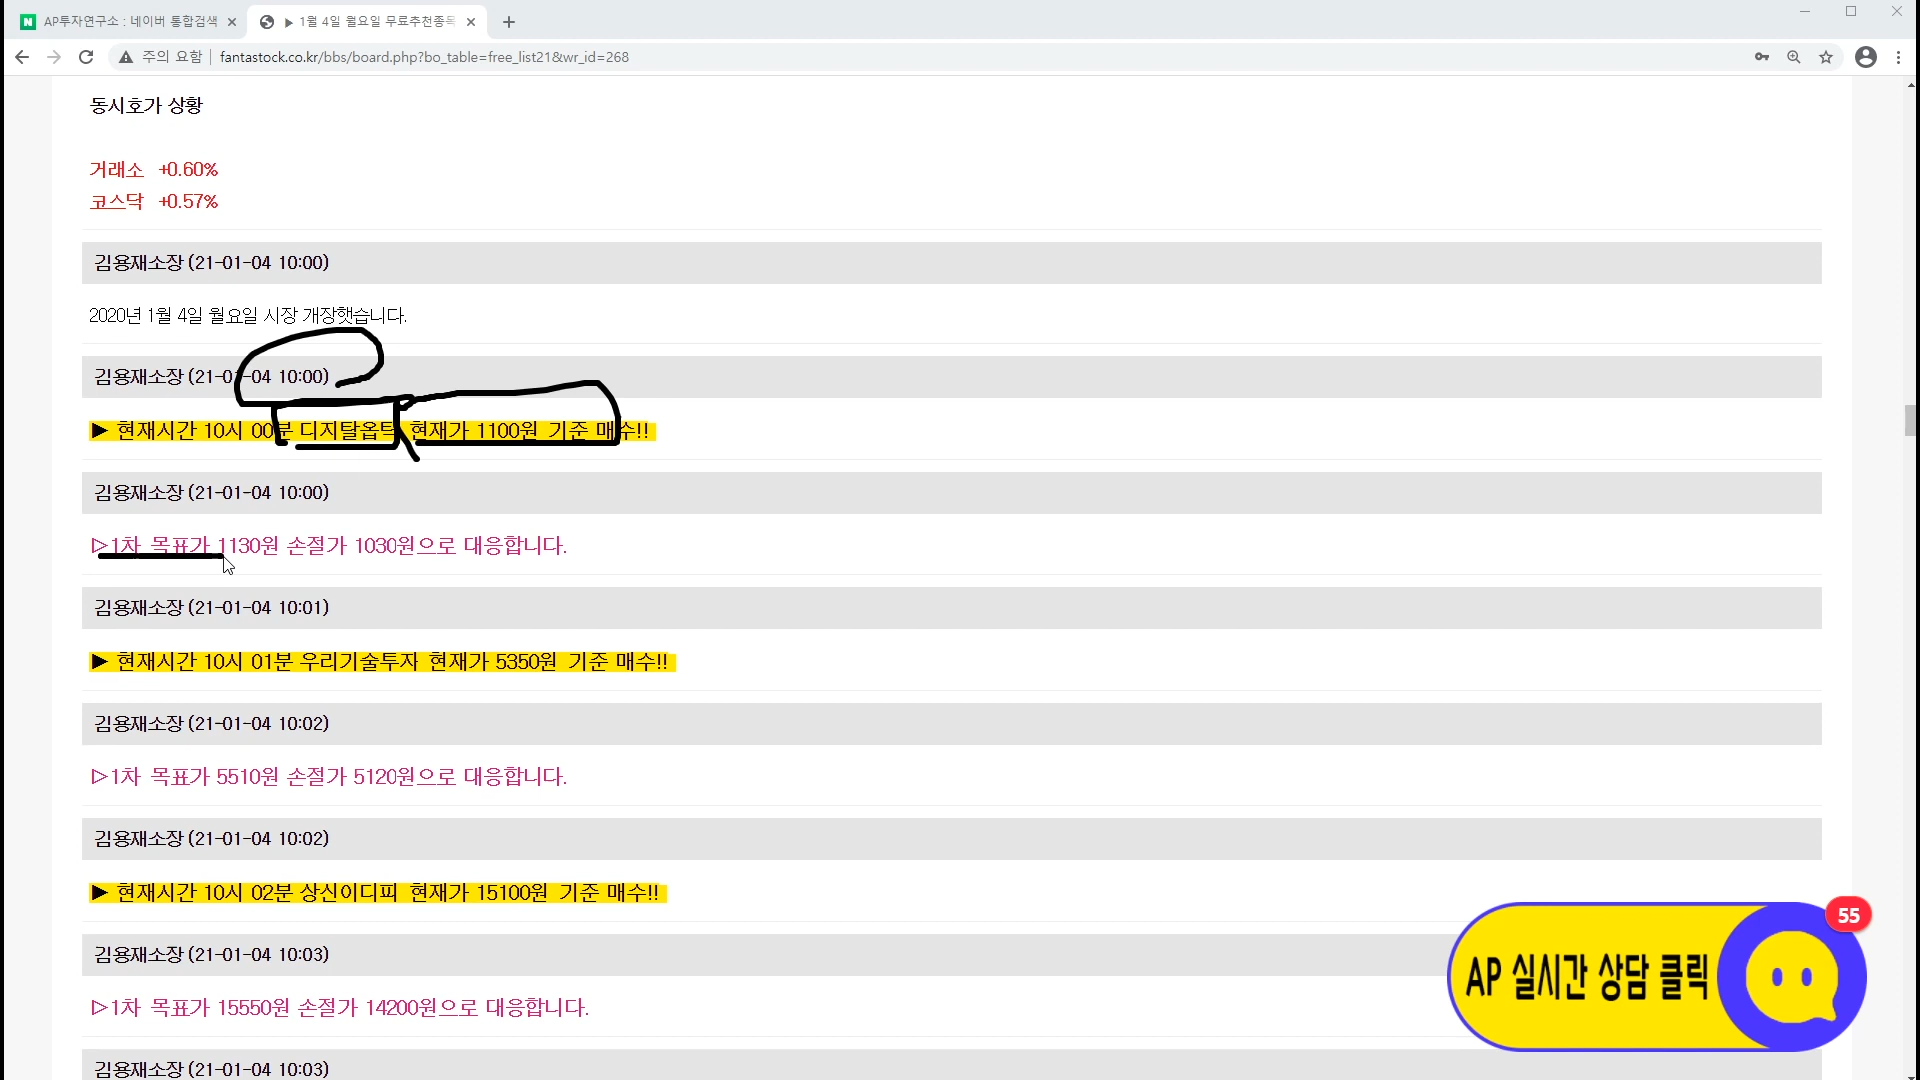 AP투자연구소 : 네이버 통합검색
▶ 1월 4일 월요일 무료추천종목
주의 요함
fantastock.co.kr/bbs/board.php?bo_table=free_list21&wr_id=268
동시호가 상황
거래소 +0.60%
코스닥 +0.57%
김용재소장 (21-01-04 10:00)
2020년 1월 4일 월요일 시장 개장햇습니다.
김용재소장 (21-01-04 10:00)
▶ 현재시간 10시 00분 디지탈옵틱 현재가 1100원 기준 매수!!
김용재소장 (21-01-04 10:00)
▷1차 목표가 1130원 손절가 1030원으로 대응합니다.
김용재소장 (21-01-04 10:01)
▶ 현재시간 10시 01분 우리기술투자 현재가 5350원 기준 매수!!
김용재소장 (21-01-04 10:02)
▷1차 목표가 5510원 손절가 5120원으로 대응합니다.
김용재소장 (21-01-04 10:02)
▶ 현재시간 10시 02분 상신이디피 현재가 15100원 기준 매수!!
김용재소장 (21-01-04 10:03)
▷1차 목표가 15550원 손절가 14200원으로 대응합니다.
김용재소장 (21-01-04 10:03)
55
AP 실시간 상담 클릭